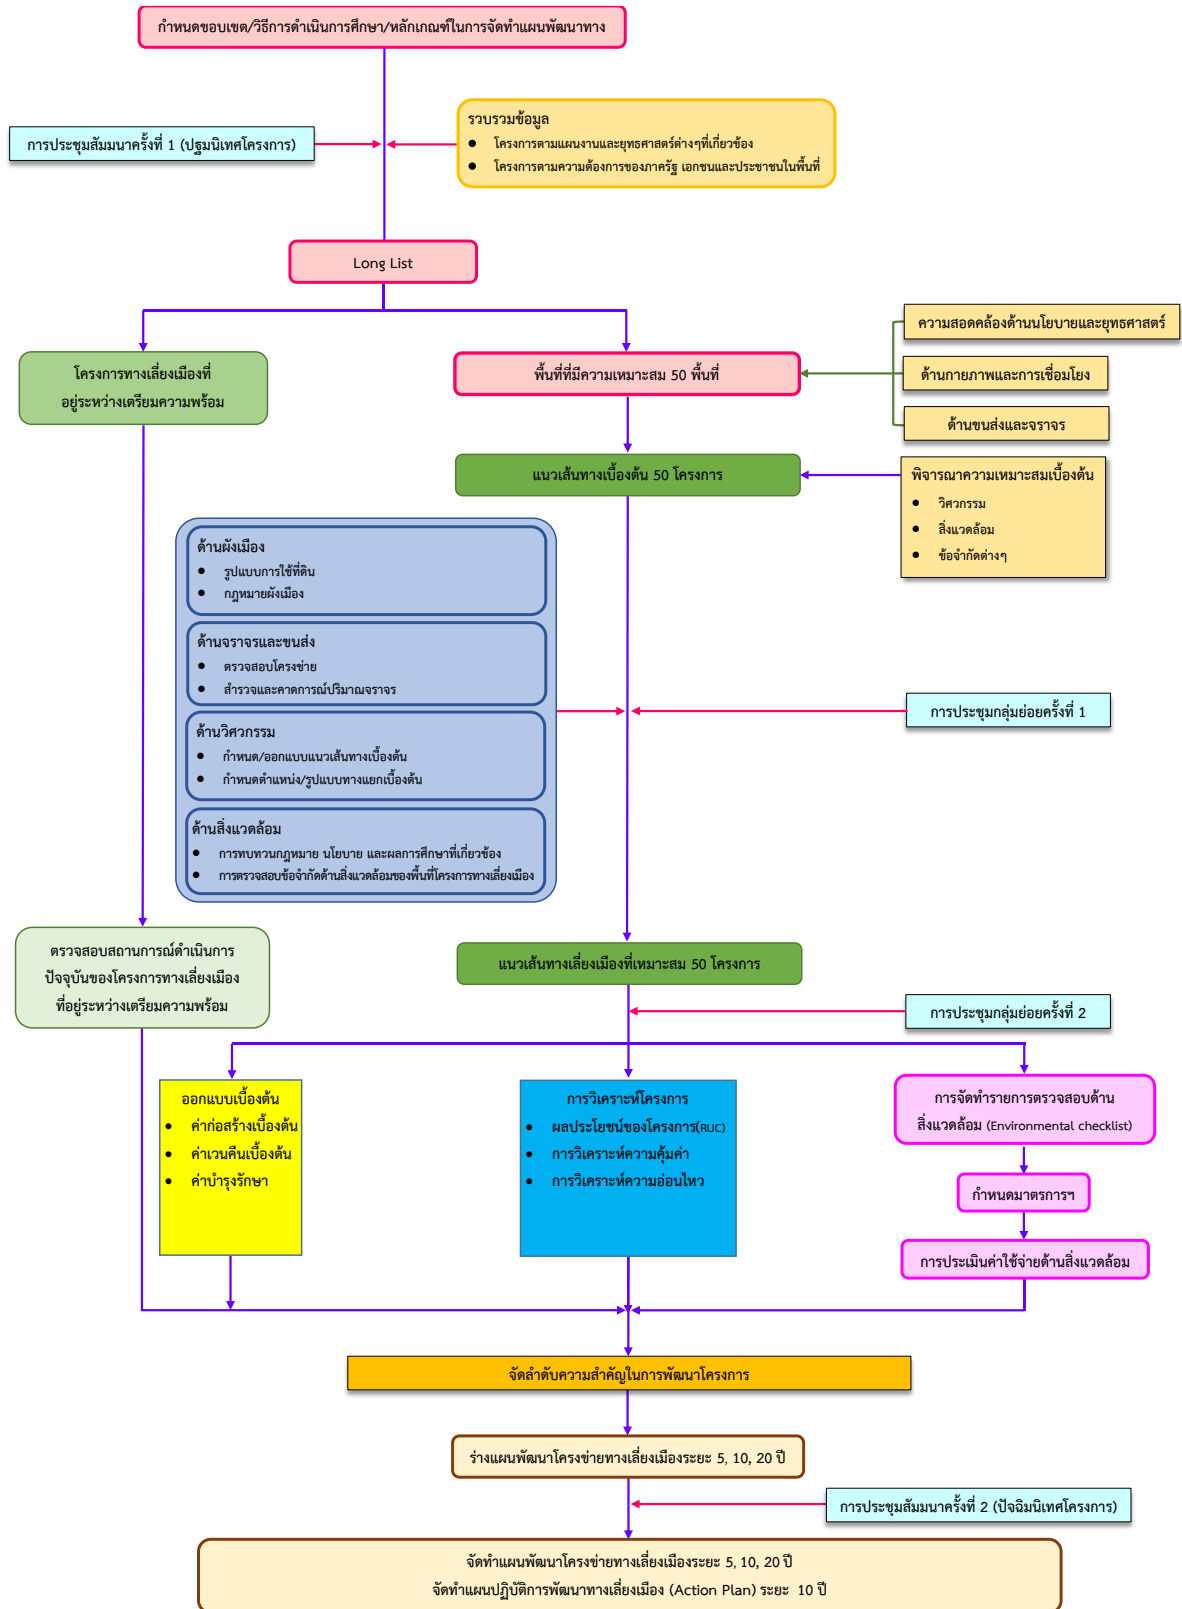 กำหนดขอบเขต/วิธีการดำเนินการศึกษา/หลักเกณฑ์ในการจัดทำแผนพัฒนาทาง
การประชุมสัมมนาครั้งที่ 1 (ปฐมนิเทศโครงการ)
รวบรวมข้อมูล
● โครงการตามแผนงานและยุทธศาสตร์ต่างๆที่เกี่ยวข้อง
● โครงการตามความต้องการของภาครัฐ เอกชนและประชาชนในพื้นที่
Long List
ความสอดคล้องด้านนโยบายและยุทธศาสตร์
โครงการทางเลี่ยงเมืองที่
อยู่ระหว่างเตรียมความพร้อม
พื้นที่ที่มีความเหมาะสม 50 พื้นที่
ด้านกายภาพและการเชื่อมโยง
ด้านขนส่งและจราจร
แนวเส้นทางเบื้องต้น 50 โครงการ
พิจารณาความเหมาะสมเบื้องต้น
● วิศวกรรม
● สิ่งแวดล้อม
● ข้อจำกัดต่างๆ
ด้านผังเมือง
● รูปแบบการใช้ที่ดิน
● กฎหมายผังเมือง
ด้านจราจรและขนส่ง
● ตรวจสอบโครงข่าย
● สำรวจและคาดการณ์ปริมาณจราจร
การประชุมกลุ่มย่อยครั้งที่ 1
ด้านวิศวกรรม
● กำหนด/ออกแบบแนวเส้นทางเบื้องต้น
● กำหนดตำแหน่ง/รูปแบบทางแยกเบื้องต้น
ด้านสิ่งแวดล้อม
● การทบทวนกฎหมาย นโยบาย และผลการศึกษาที่เกี่ยวข้อง
● การตรวจสอบข้อจำกัดด้านสิ่งแวดล้อมของพื้นที่โครงการทางเลี่ยงเมือง
ตรวจสอบสถานการณ์ดำเนินการ
ปัจจุบันของโครงการทางเลี่ยงเมือง
ที่อยู่ระหว่างเตรียมความพร้อม
แนวเส้นทางเลี่ยงเมืองที่เหมาะสม 50 โครงการ
การประชุมกลุ่มย่อยครั้งที่ 2
ออกแบบเบื้องต้น
● ค่าก่อสร้างเบื้องต้น
● ค่าเวนคืนเบื้องต้น
● ค่าบำรุงรักษา
การวิเคราะห์โครงการ
● ผลประโยชน์ของโครงการ(RUC)
● การวิเคราะห์ความคุ้มค่า
● การวิเคราะห์ความอ่อนไหว
การจัดทำรายการตรวจสอบด้าน
สิ่งแวดล้อม (Environmental checklist)
กำหนดมาตรการฯ
การประเมินค่าใช้จ่ายด้านสิ่งแวดล้อม
จัดลำดับความสำคัญในการพัฒนาโครงการ
ร่างแผนพัฒนาโครงข่ายทางเลี่ยงเมืองระยะ 5, 10, 20 ปี
การประชุมสัมมนาครั้งที่ 2 (ปัจฉิมนิเทศโครงการ)
จัดทำแผนพัฒนาโครงข่ายทางเลี่ยงเมืองระยะ 5, 10, 20 ปี
จัดทำแผนปฏิบัติการพัฒนาทางเลี่ยงเมือง (Action Plan) ระยะ 10 ปี